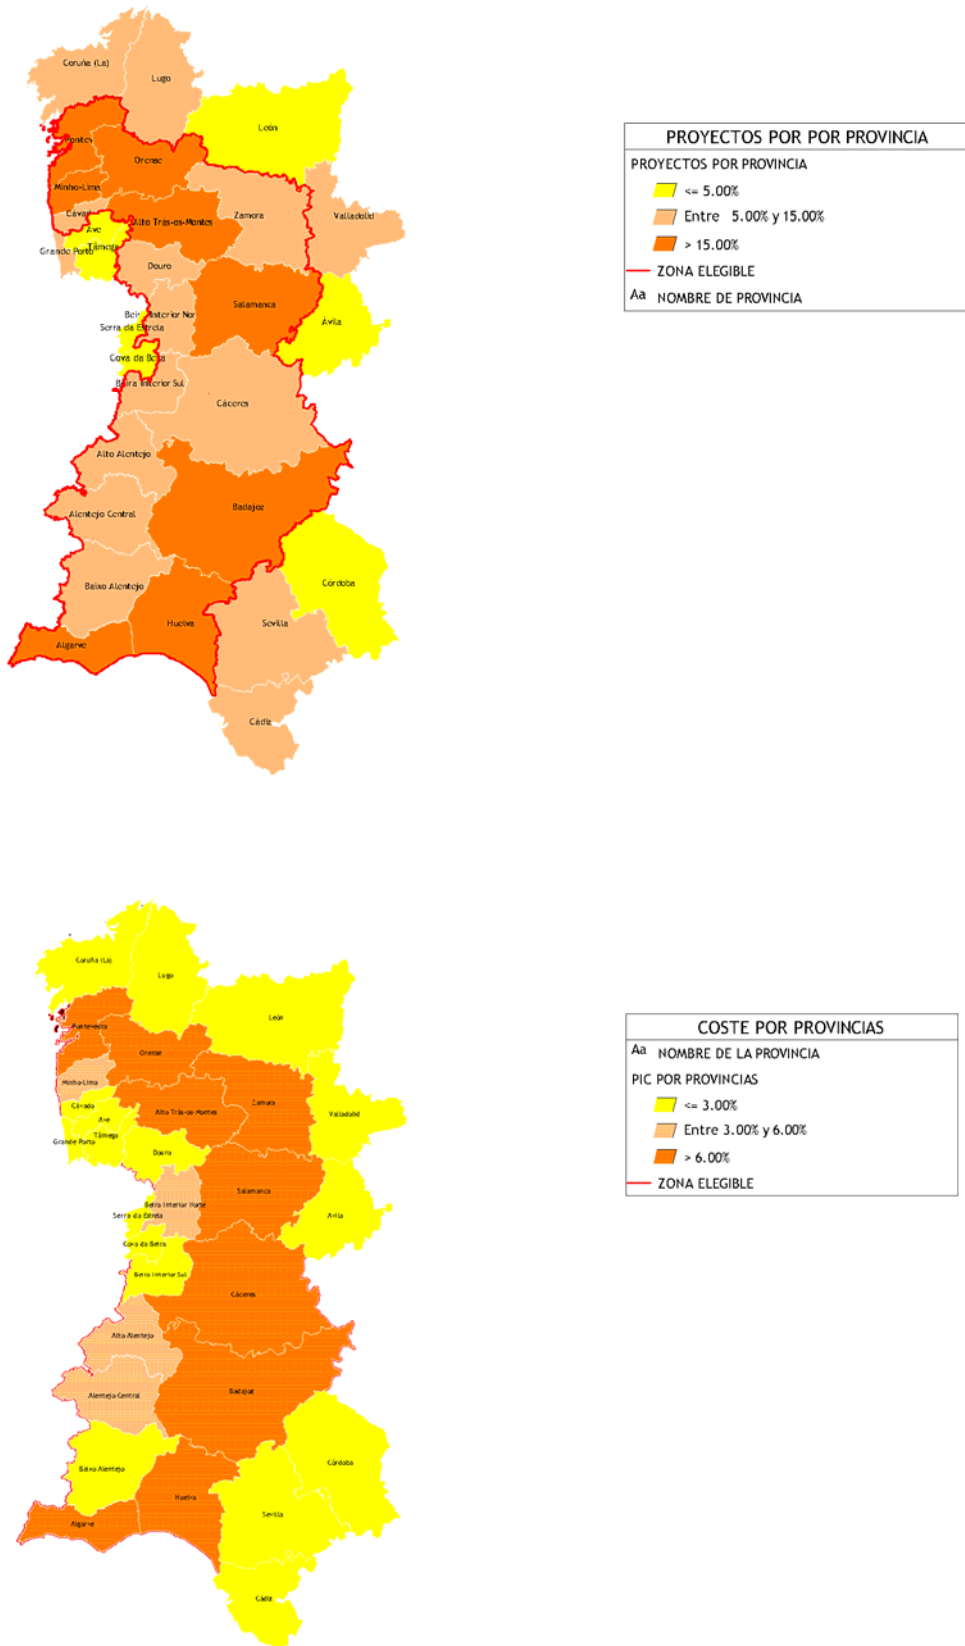 Coruña (La)
Lugo
León
Pontev
Orense
Minho-Lima
Cávad
Ave
Alto Trás-os-Montes
Zamora
Valladolid
Grande Porto
Tâmega
Douro
Salamanca
Beir Interior Nor
Serra da Estrela
Ávila
Cova da Beira
Beira Interior Sul
Cáceres
Alto Alentejo
Badajoz
Alentejo Central
Córdoba
Baixo Alentejo
Huelva
Sevilla
Algarve
Cádiz
PROYECTOS POR POR PROVINCIA
PROYECTOS POR PROVINCIA
<= 5.00%
Entre 5.00% y 15.00%
> 15.00%
ZONA ELEGIBLE
Aa NOMBRE DE PROVINCIA
Coruña (La)
Lugo
León
Pontevedra
Orense
Minho-Lima
Cávado
Ave
Alto Trás-os-Montes
Zamora
Valladolid
Grande Porto
Tâmega
Douro
Salamanca
Beira Interior Norte
Serra da Estrela
Ávila
Cova da Beira
Beira Interior Sul
Cáceres
Alto Alentejo
Badajoz
Alentejo Central
Córdoba
Baixo Alentejo
Huelva
Sevilla
Algarve
Cádiz
COSTE POR PROVINCIAS
Aa NOMBRE DE LA PROVINCIA
PIC POR PROVINCIAS
<= 3.00%
Entre 3.00% y 6.00%
> 6.00%
ZONA ELEGIBLE